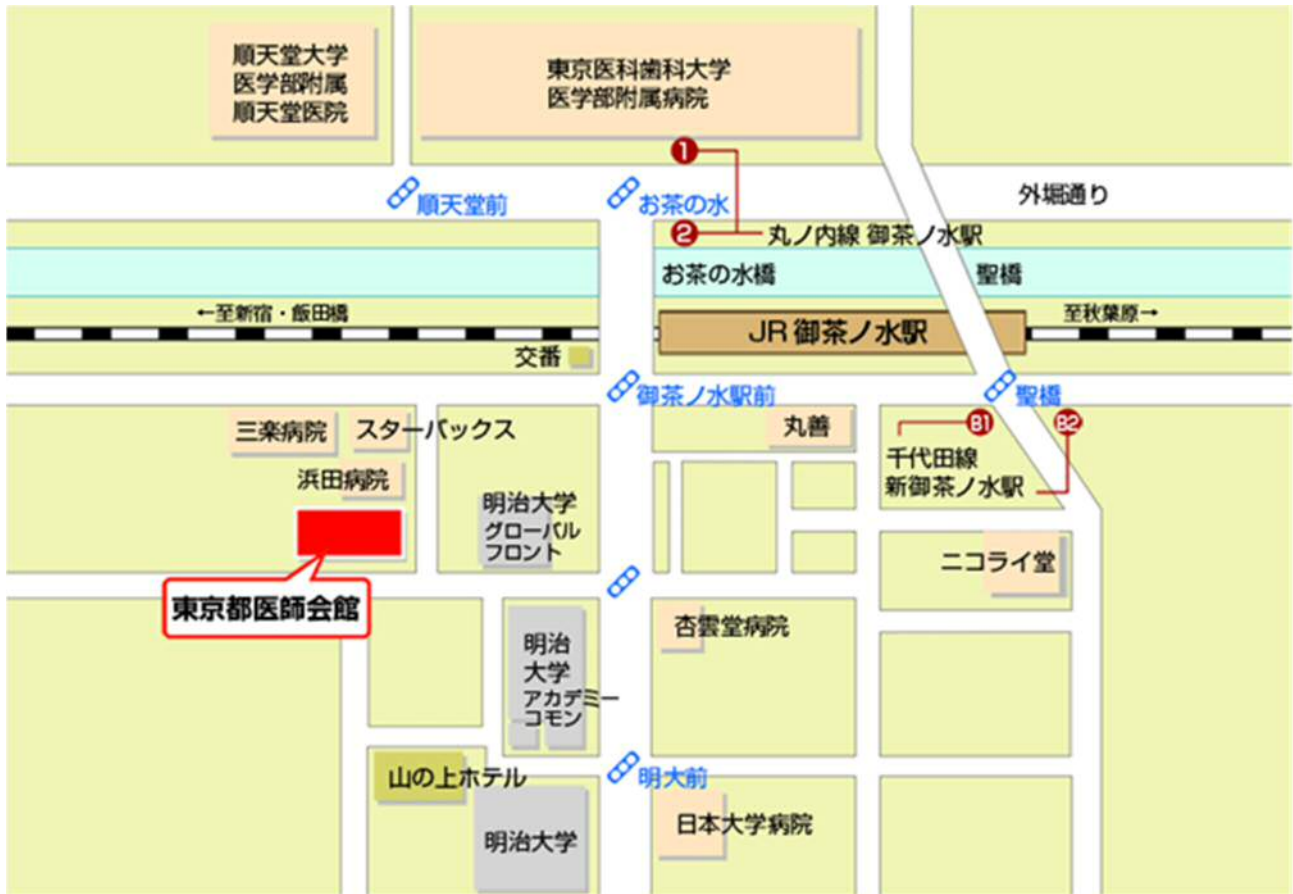 順天堂大学
医学部附属
順天堂医院
東京医科歯科大学
医学部附属病院
1
外堀通り
順天堂前
お茶の水
2
丸ノ内線 御茶ノ水駅
お茶の水橋
聖橋
←至新宿・飯田橋
至秋葉原→
JR 御茶ノ水駅
交番
御茶ノ水駅前
聖橋
三楽病院
スターバックス
丸善
B1
B2
千代田線
新御茶ノ水駅
浜田病院
明治大学
グローバル
フロント
ニコライ堂
東京都医師会館
杏雲堂病院
明治
大学
アカデミー
コモン
山の上ホテル
明大前
明治大学
日本大学病院